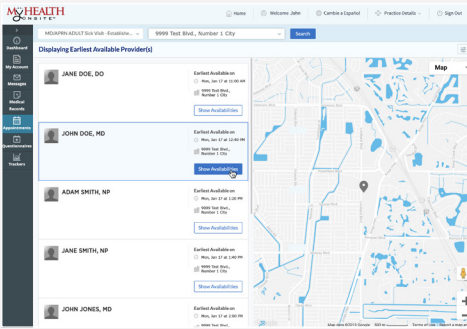 MY HEALTH
ONSITE
Home
Welcome John
Cambie a Español
Practice Details
Sign Out
MD/APRN ADULT Sick Visit - Established...
9999 Test Blvd., Number 1 City
Search
Dashboard
My Account
Messages
Medical
Records
Appointments
Questionnaires
Trackers
Displaying Earliest Available Provider(s)
JANE DOE, DO
Earliest Available on
Mon, Jan 17 at 11:00 AM
9999 Test Blvd.,
Number 1 City
Show Availabilities
JOHN DOE, MD
Earliest Available on
Mon, Jan 17 at 12:40 PM
9999 Test Blvd.,
Number 1 City
Show Availabilities
ADAM SMITH, NP
Earliest Available on
Mon, Jan 17 at 1:20 PM
9999 Test Blvd.,
Number 1 City
Show Availabilities
JANE SMITH, NP
Earliest Available on
Mon, Jan 17 at 1:40 PM
9999 Test Blvd.,
Number 1 City
Show Availabilities
JOHN JONES, MD
Earliest Available on
Mon, Jan 17 at 2:00 PM
Map
Terms of Use